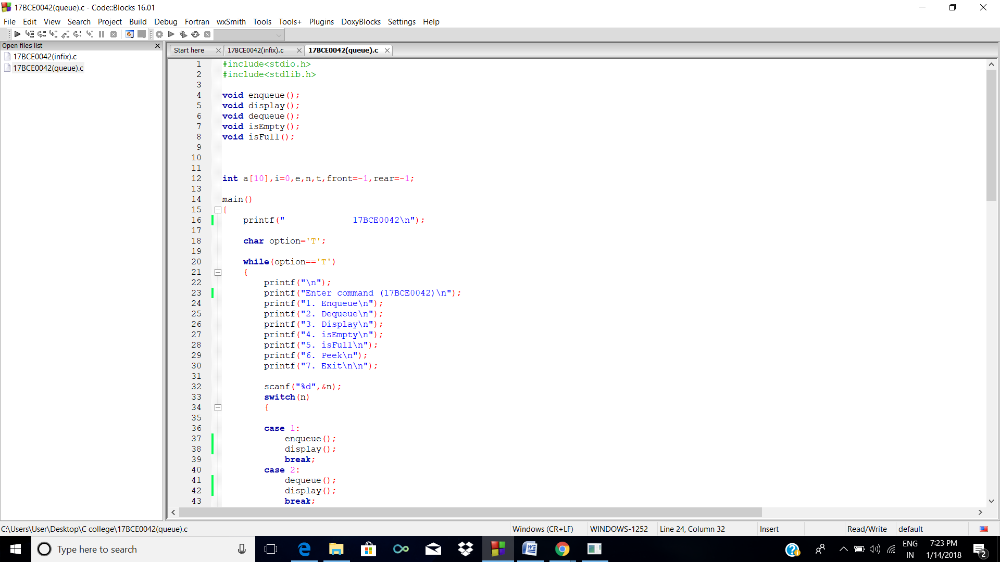 17BCE0042(queue).c - Code::Blocks 16.01
File Edit View Search Project Build Debug Fortran wxSmith Tools Tools+ Plugins DoxyBlocks Settings Help
Open files list
17BCE0042(infix).c
17BCE0042(queue).c
Start here 17BCE0042(infix).c 17BCE0042(queue).c
1 #include<stdio.h>
2 #include<stdlib.h>
3
4 void enqueue();
5 void display();
6 void dequeue();
7 void isEmpty();
8 void isFull();
9
10
11
12 int a[10],i=0,e,n,t,front=-1,rear=-1;
13
14 main()
15 {
16 printf("             17BCE0042\n");
17
18 char option='T';
19
20 while(option=='T')
21 {
22 printf("\n");
23 printf("Enter command (17BCE0042)\n");
24 printf("1. Enqueue\n");
25 printf("2. Dequeue\n");
26 printf("3. Display\n");
27 printf("4. isEmpty\n");
28 printf("5. isFull\n");
29 printf("6. Peek\n");
30 printf("7. Exit\n\n");
31
32 scanf("%d",&n);
33 switch(n)
34 {
35
36 case 1:
37 enqueue();
38 display();
39 break;
40 case 2:
41 dequeue();
42 display();
43 break;
C:\Users\User\Desktop\C college\17BCE0042(queue).c Windows (CR+LF) WINDOWS-1252 Line 24, Column 32 Insert Read/Write default
Type here to search
ENG
IN
7:23 PM
1/14/2018
2